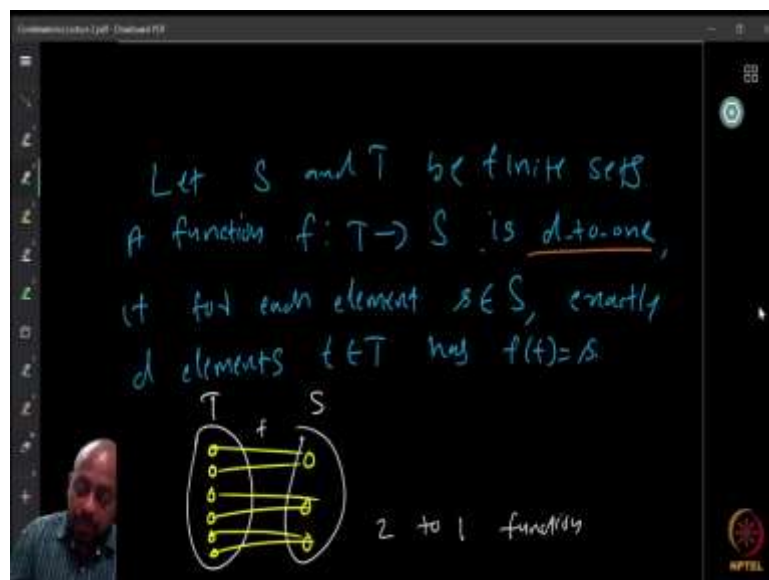 Let S and T be finite sets
A function f: T → S is d-to-one,
if for each element s ∈ S, exactly
d elements t ∈ T has f(t)=s.
T S
f
2 to 1 function
NPTEL